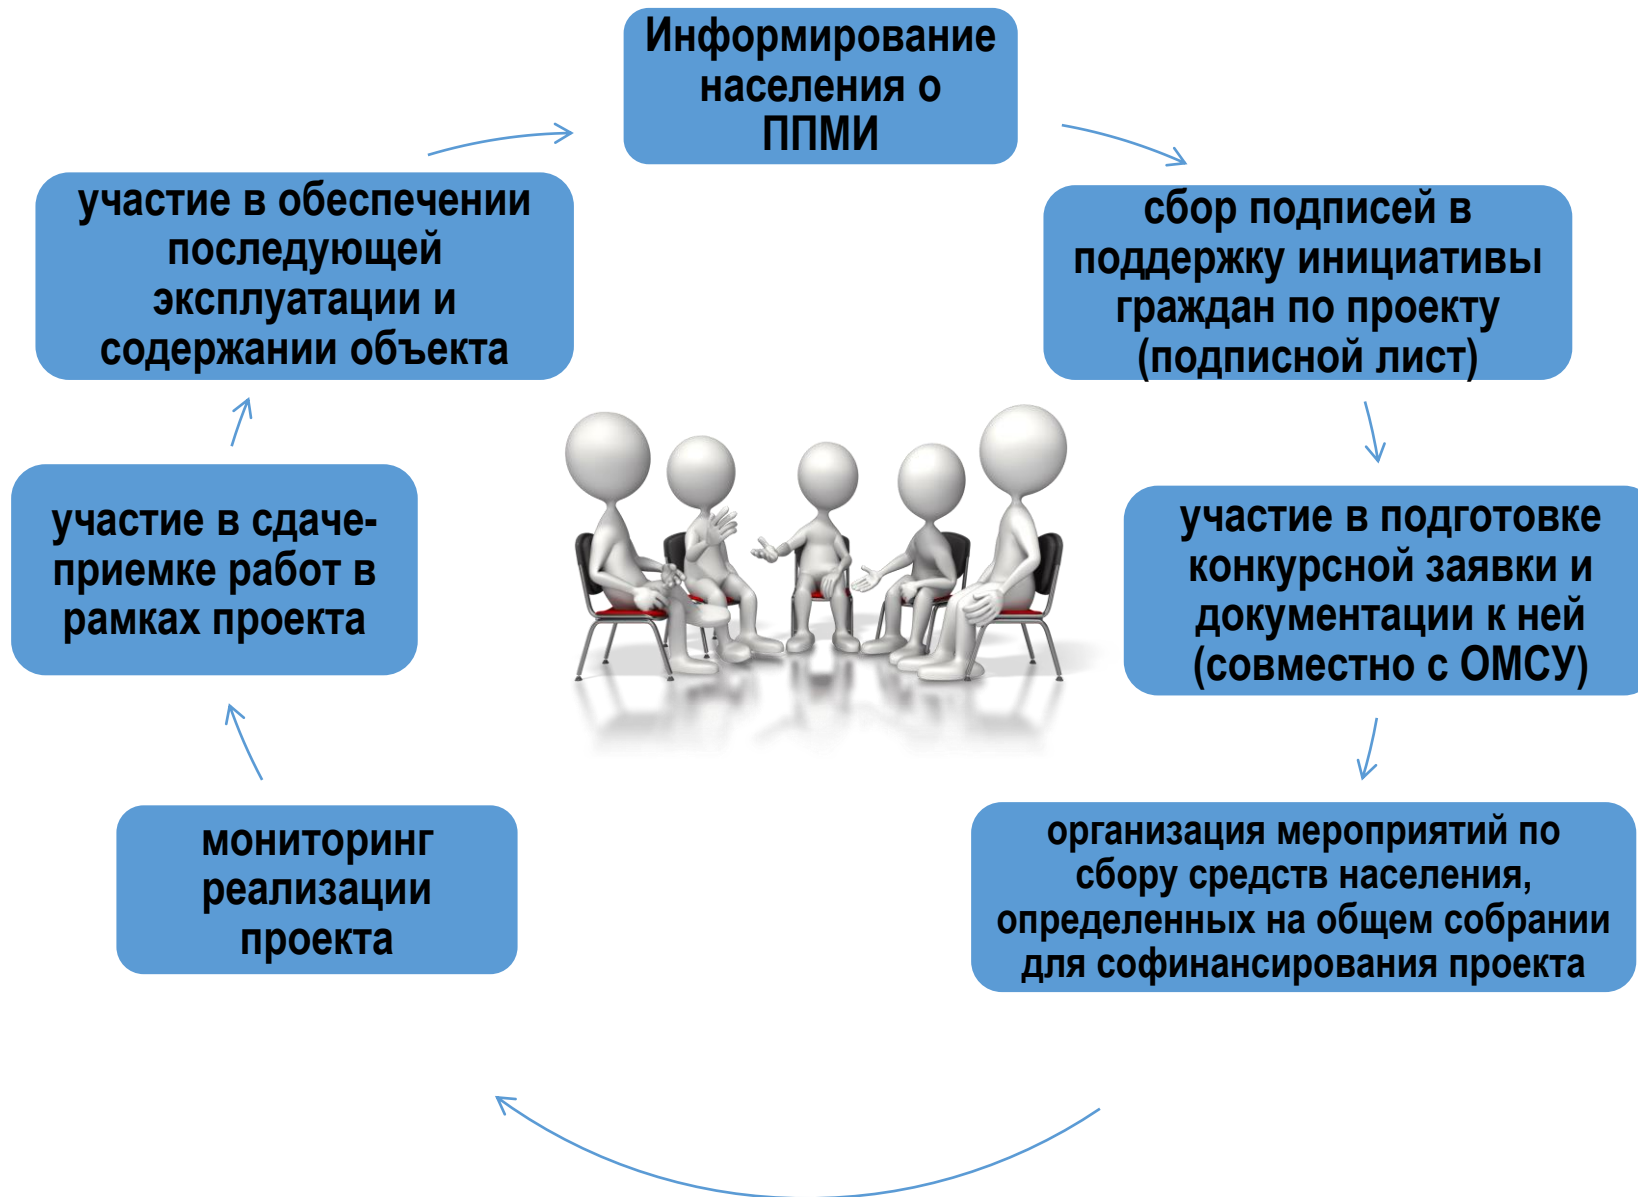 Информирование
населения о
ППМИ
сбор подписей в
поддержку инициативы
граждан по проекту
(подписной лист)
участие в подготовке
конкурсной заявки и
документации к ней
(совместно с ОМСУ)
организация мероприятий по
сбору средств населения,
определенных на общем собрании
для софинансирования проекта
мониторинг
реализации
проекта
участие в сдаче-
приемке работ в
рамках проекта
участие в обеспечении
последующей
эксплуатации и
содержании объекта